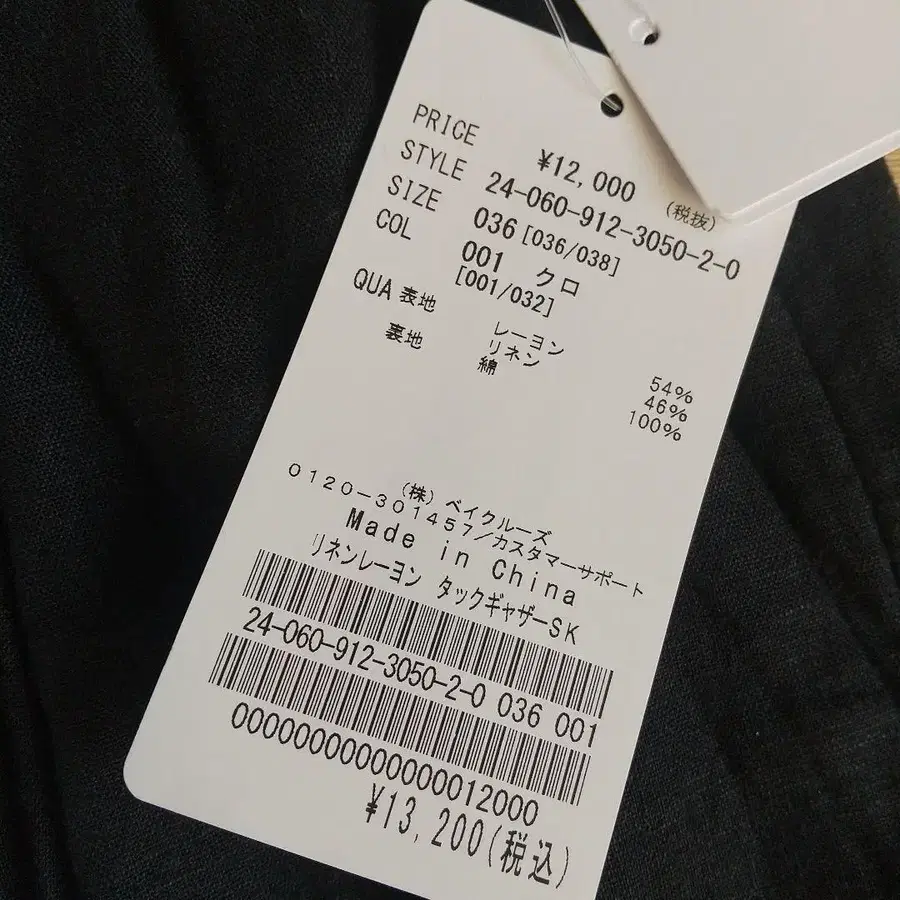 PRICE ¥12,000 (税抜)
STYLE 24-060-912-3050-2-0
SIZE 036 [036/038]
COL 001 クロ
[001/032]
QUA 表地 レーヨン 54%
リネン 46%
裏地 綿 100%
(株) ベイクルーズ
0120-301457/カスタマーサポート
Made in China
リネンレーヨン タックギャザーSK
24-060-912-3050-2-0 036 001
0000000000000012000
¥13,200(税込)